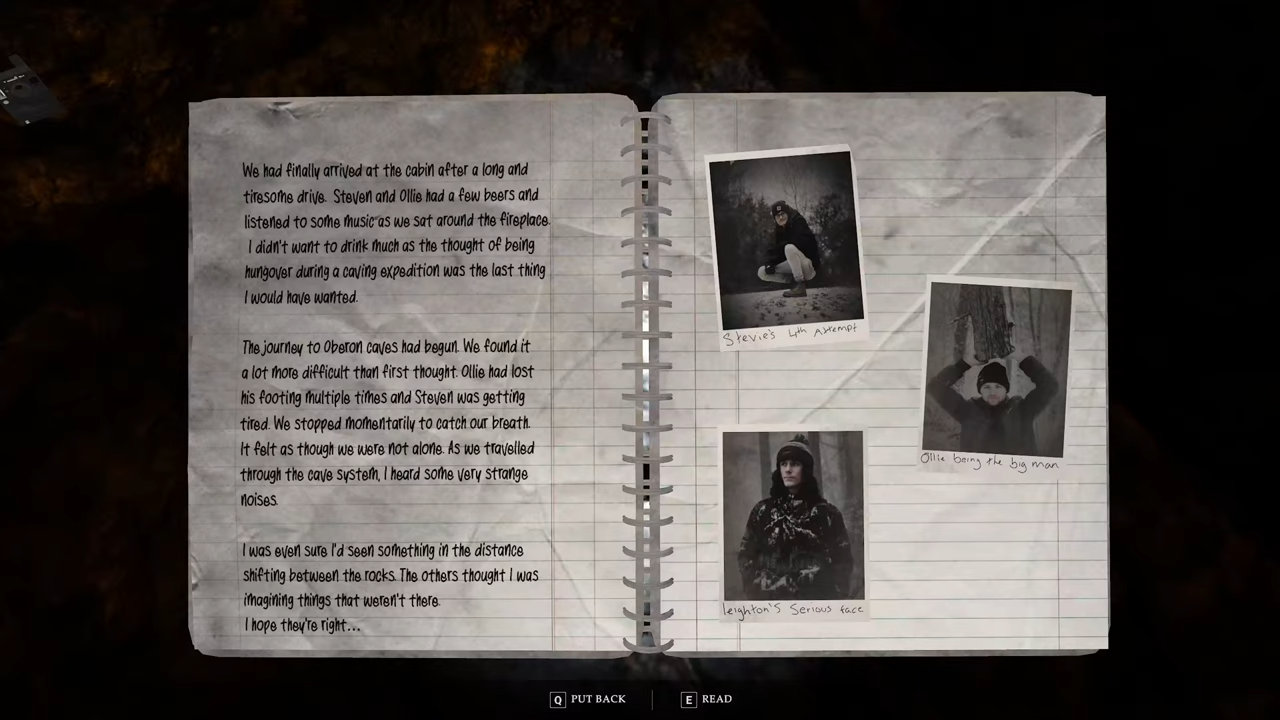 We had finally arrived at the cabin after a long and
tiresome drive. Steven and Ollie had a few beers and
listened to some music as we sat around the fireplace.
I didn't want to drink much as the thought of being
hungover during a caving expedition was the last thing
I would have wanted.
The journey to Oberon caves had begun. We found it
a lot more difficult than first thought. Ollie had lost
his footing multiple times and Steven was getting
tired. We stopped momentarily to catch our breath.
It felt as though we were not alone. As we travelled
through the cave system, I heard some very strange
noises.
I was even sure I'd seen something in the distance
shifting between the rocks. The others thought I was
imagining things that weren't there.
I hope they're right...
Stevie's 4th Attempt
Ollie being the big man
leighton's Serious face
Q PUT BACK
E READ